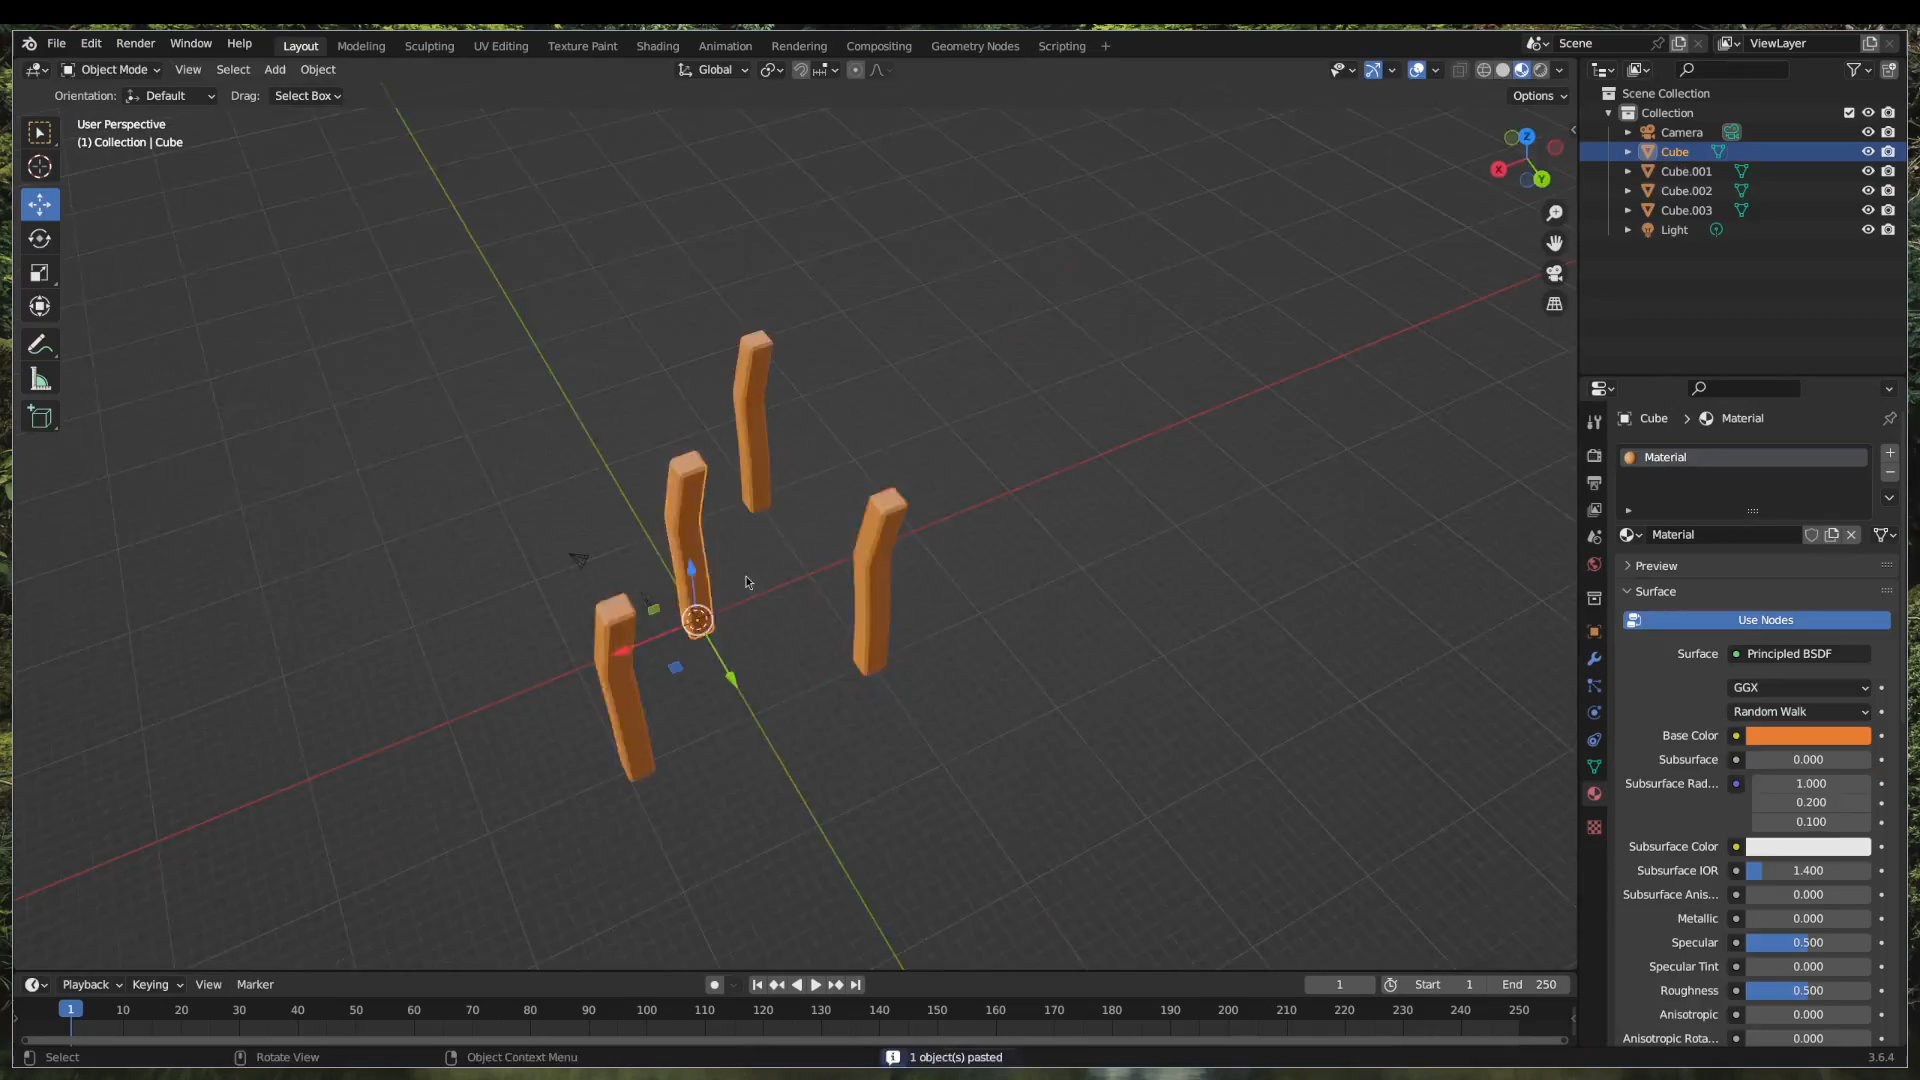 File Edit Render Window Help Layout Modeling Sculpting UV Editing Texture Paint Shading Animation Rendering Compositing Geometry Nodes Scripting + Scene ViewLayer
Object Mode View Select Add Object Global
Orientation: Default Drag: Select Box Options
User Perspective
(1) Collection | Cube
Z
X
Y
Scene Collection
Collection
Camera
Cube
Cube.001
Cube.002
Cube.003
Light
Cube > Material
Material
Material
Preview
Surface
Use Nodes
Surface Principled BSDF
GGX
Random Walk
Base Color
Subsurface 0.000
Subsurface Rad... 1.000
0.200
0.100
Subsurface Color
Subsurface IOR 1.400
Subsurface Anis... 0.000
Metallic 0.000
Specular 0.500
Specular Tint 0.000
Roughness 0.500
Anisotropic 0.000
Anisotropic Rota... 0.000
Playback Keying View Marker 1 Start 1 End 250
1 10 20 30 40 50 60 70 80 90 100 110 120 130 140 150 160 170 180 190 200 210 220 230 240 250
Select Rotate View Object Context Menu 1 object(s) pasted 3.6.4